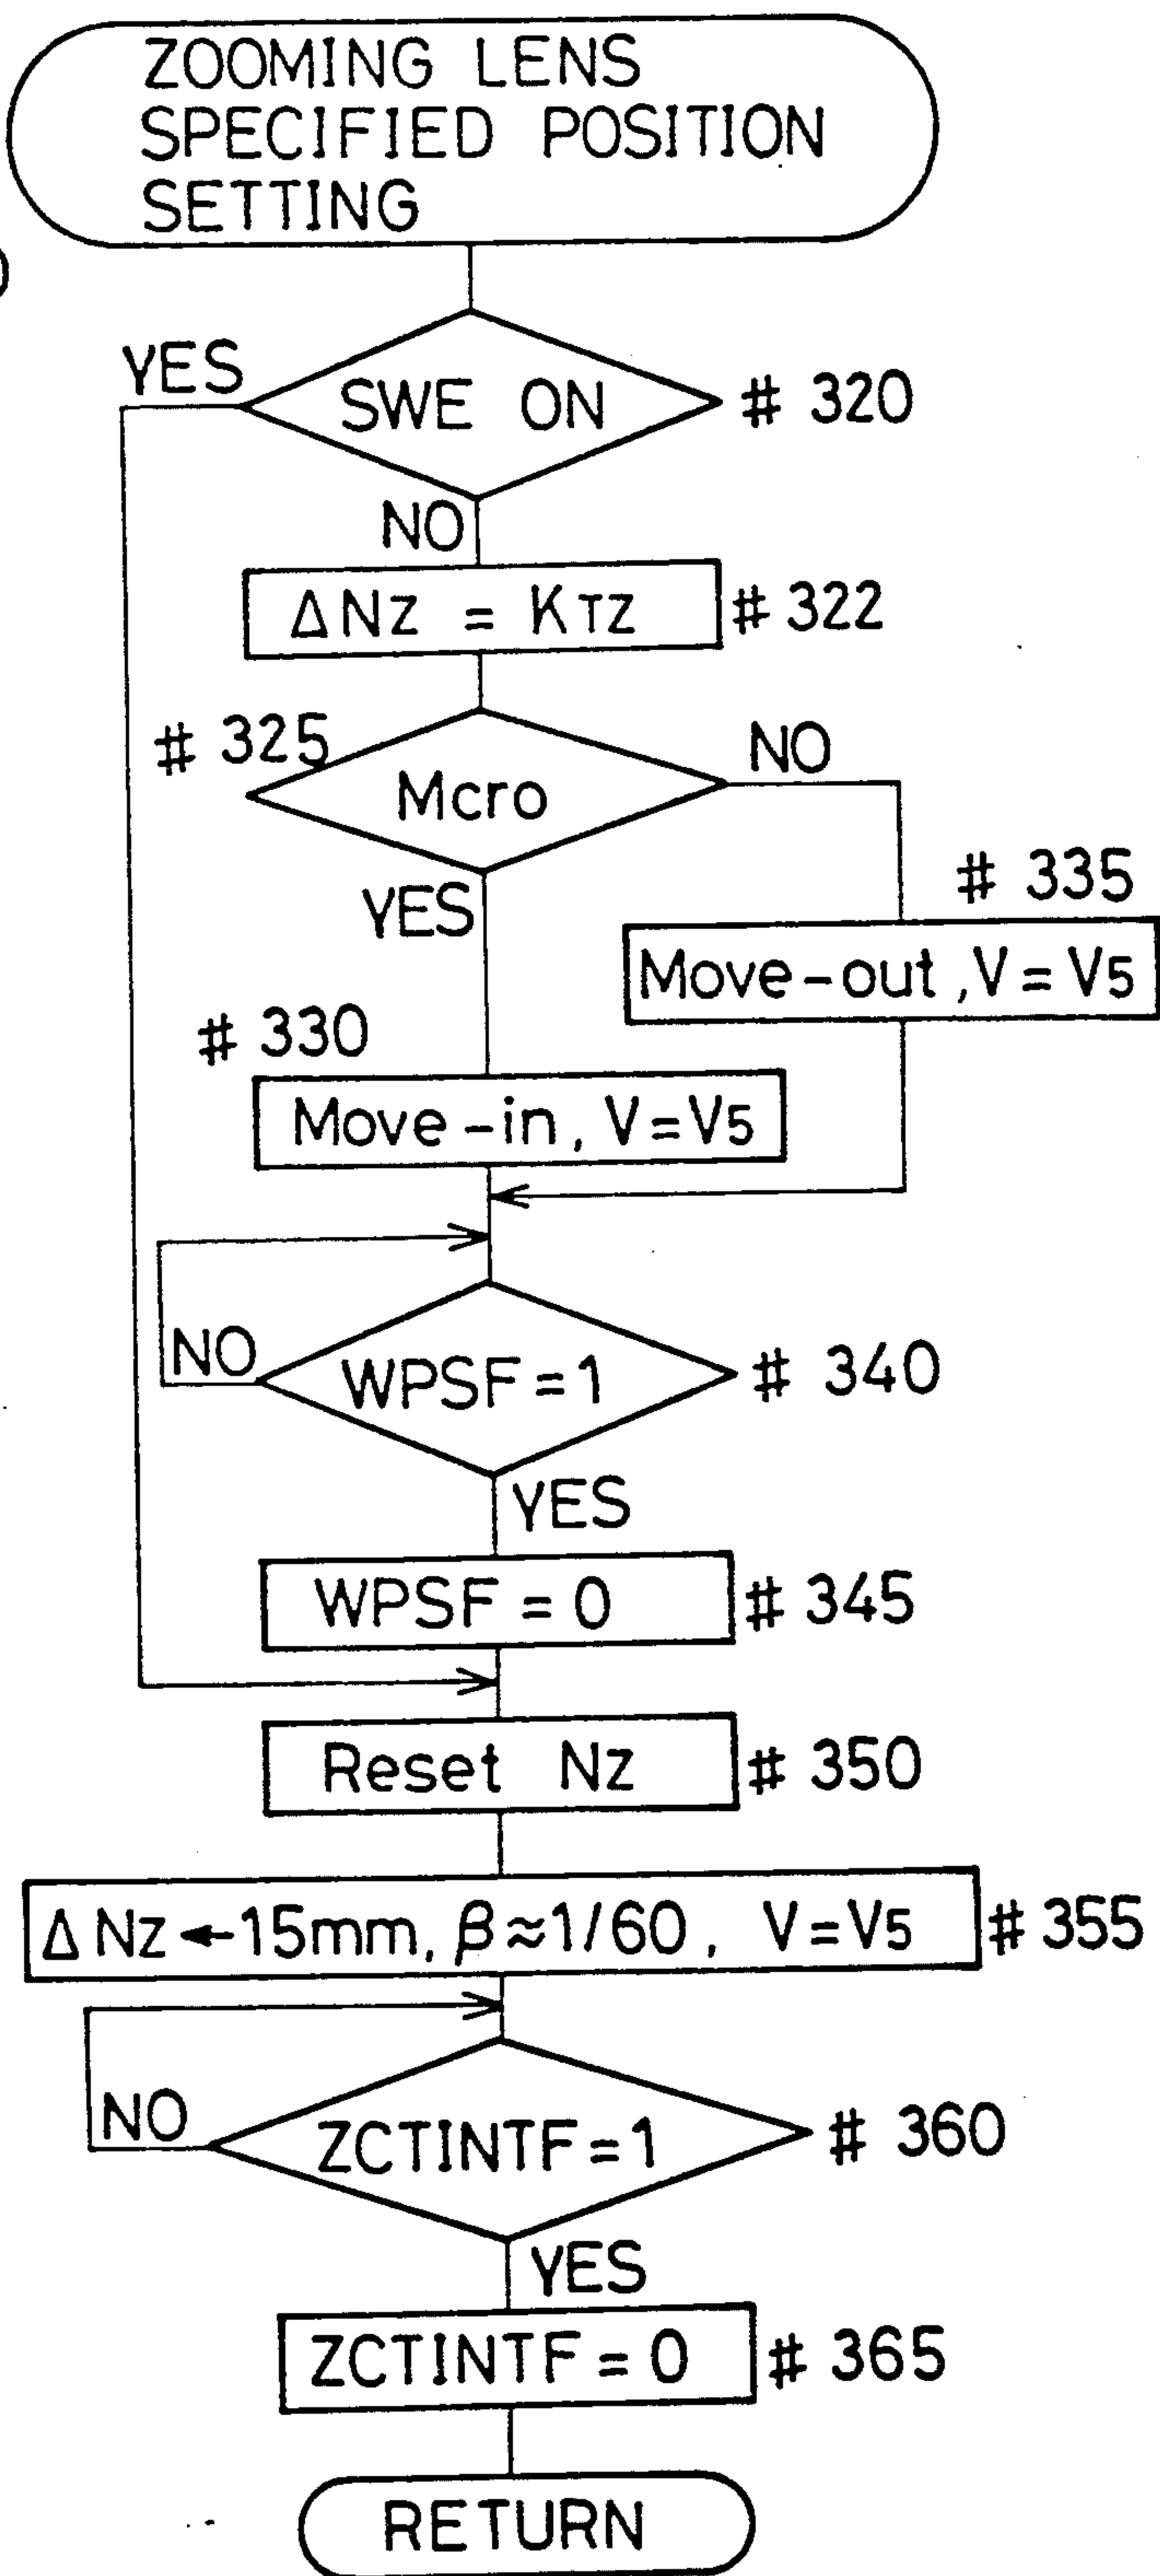 ZOOMING LENS
SPECIFIED POSITION
SETTING
YES
SWE ON
# 320
NO
ΔNz = KTZ
# 322
# 325
Mcro
NO
YES
# 335
Move-out, V = V5
# 330
Move-in, V = V5
NO
WPSF = 1
# 340
YES
WPSF = 0
# 345
Reset Nz
# 350
ΔNz ← 15mm, β≈1/60, V = V5
# 355
NO
ZCTINTF = 1
# 360
YES
ZCTINTF = 0
# 365
RETURN